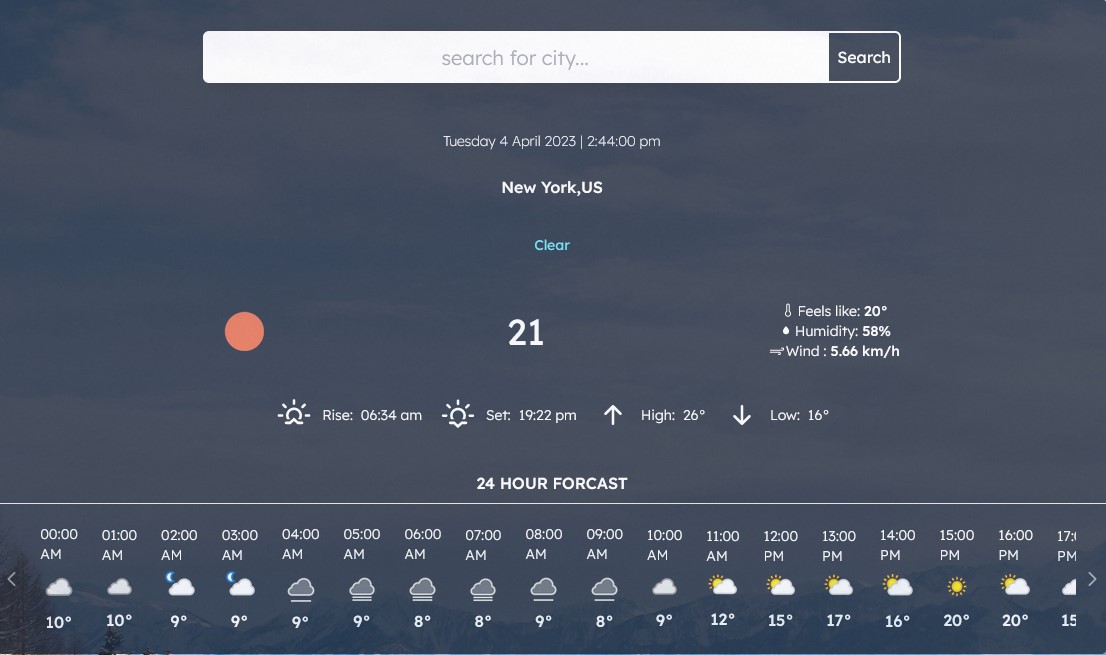 search for city...
Search
Tuesday 4 April 2023 | 2:44:00 pm
New York,US
Clear
21
Feels like: 20°
Humidity: 58%
Wind : 5.66 km/h
Rise: 06:34 am
Set: 19:22 pm
High: 26°
Low: 16°
24 HOUR FORCAST
00:00 AM
10°
01:00 AM
10°
02:00 AM
9°
03:00 AM
9°
04:00 AM
9°
05:00 AM
9°
06:00 AM
8°
07:00 AM
8°
08:00 AM
9°
09:00 AM
8°
10:00 AM
9°
11:00 AM
12°
12:00 PM
15°
13:00 PM
17°
14:00 PM
16°
15:00 PM
20°
16:00 PM
20°